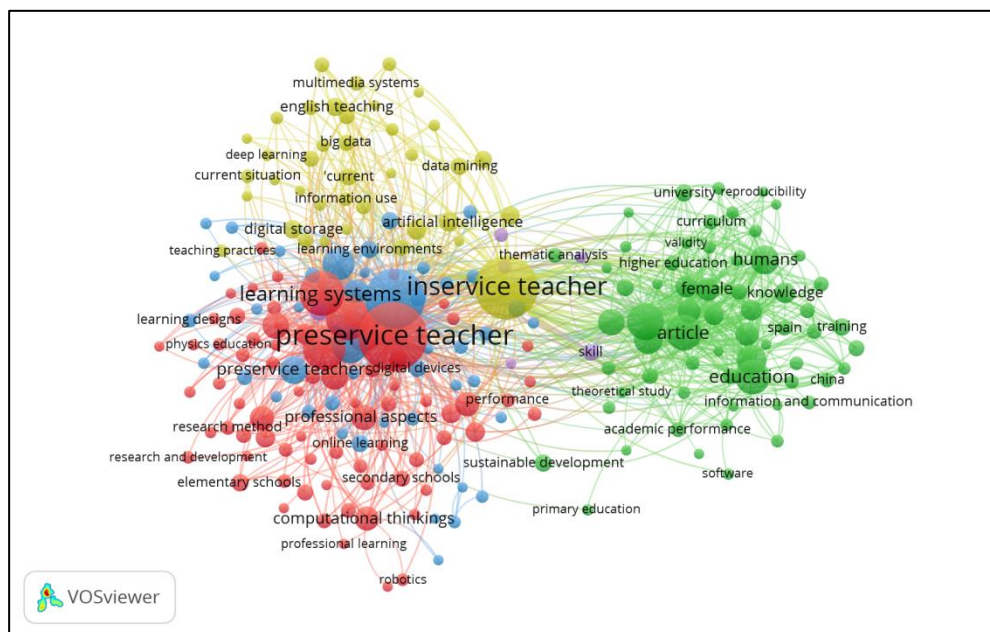 multimedia systems
english teaching
big data
deep learning
data mining
current situation
'current
information use
artificial intelligence
digital storage
learning environments
teaching practices
thematic analysis
university
reproducibility
curriculum
validity
higher education
humans
inservice teacher
learning systems
female
knowledge
learning designs
preservice teacher
article
spain
training
physics education
skill
preservice teachers
digital devices
education
china
theoretical study
performance
information and communication
professional aspects
research method
academic performance
online learning
research and development
sustainable development
secondary schools
software
elementary schools
primary education
computational thinkings
professional learning
robotics
VOSviewer